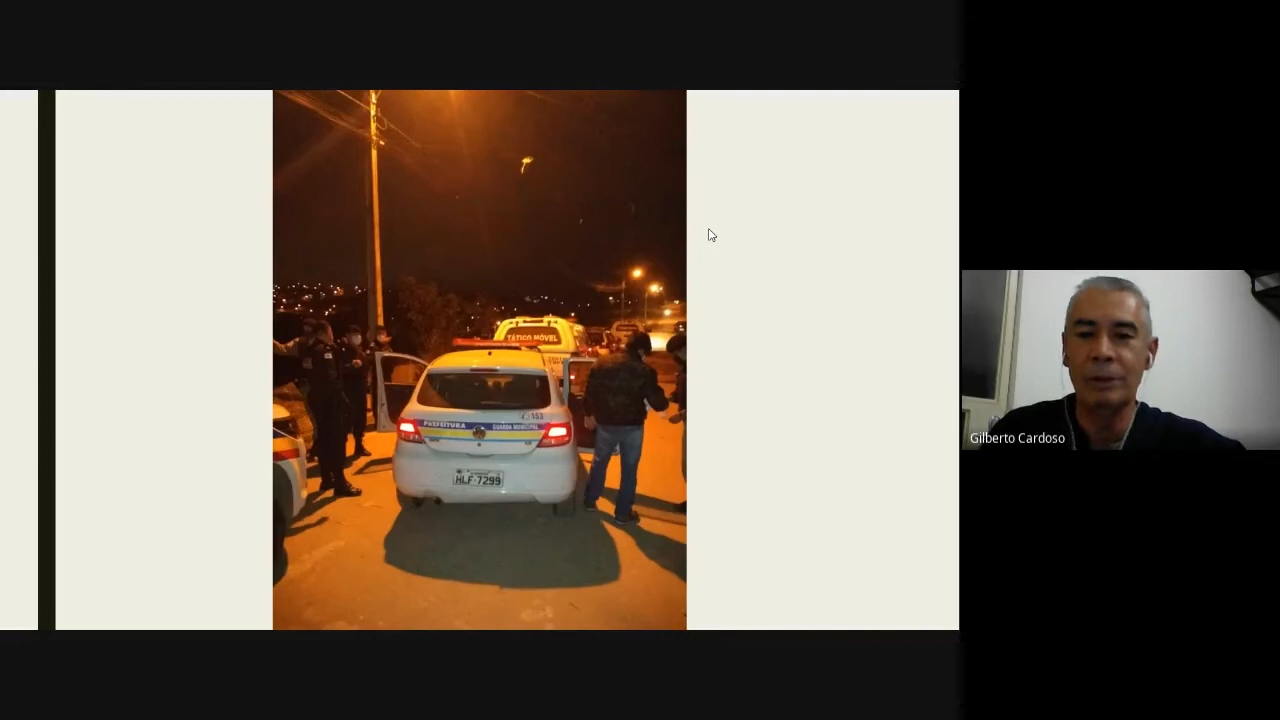 TÁTICO MÓVEL
153
PREFEITURA GUARDA MUNICIPAL
HLF-7299
Gilberto Cardoso